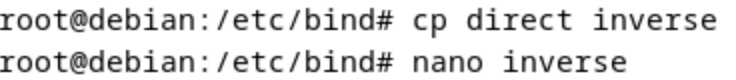 root@debian:/etc/bind# cp direct inverse
root@debian:/etc/bind# nano inverse